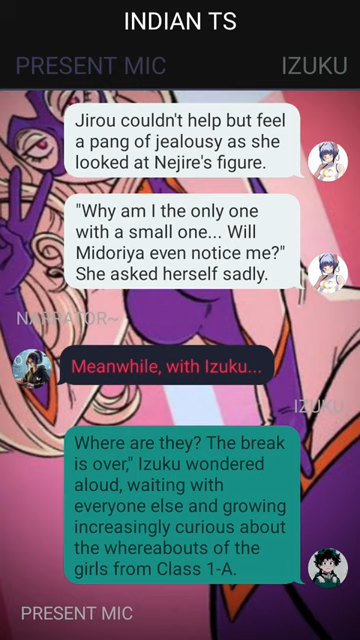 INDIAN TS
PRESENT MIC
IZUKU
Jirou couldn't help but feel
a pang of jealousy as she
looked at Nejire's figure.
"Why am I the only one
with a small one... Will
Midoriya even notice me?"
She asked herself sadly.
NARRATOR~
Meanwhile, with Izuku...
IZUKU
Where are they? The break
is over," Izuku wondered
aloud, waiting with
everyone else and growing
increasingly curious about
the whereabouts of the
girls from Class 1-A.
PRESENT MIC